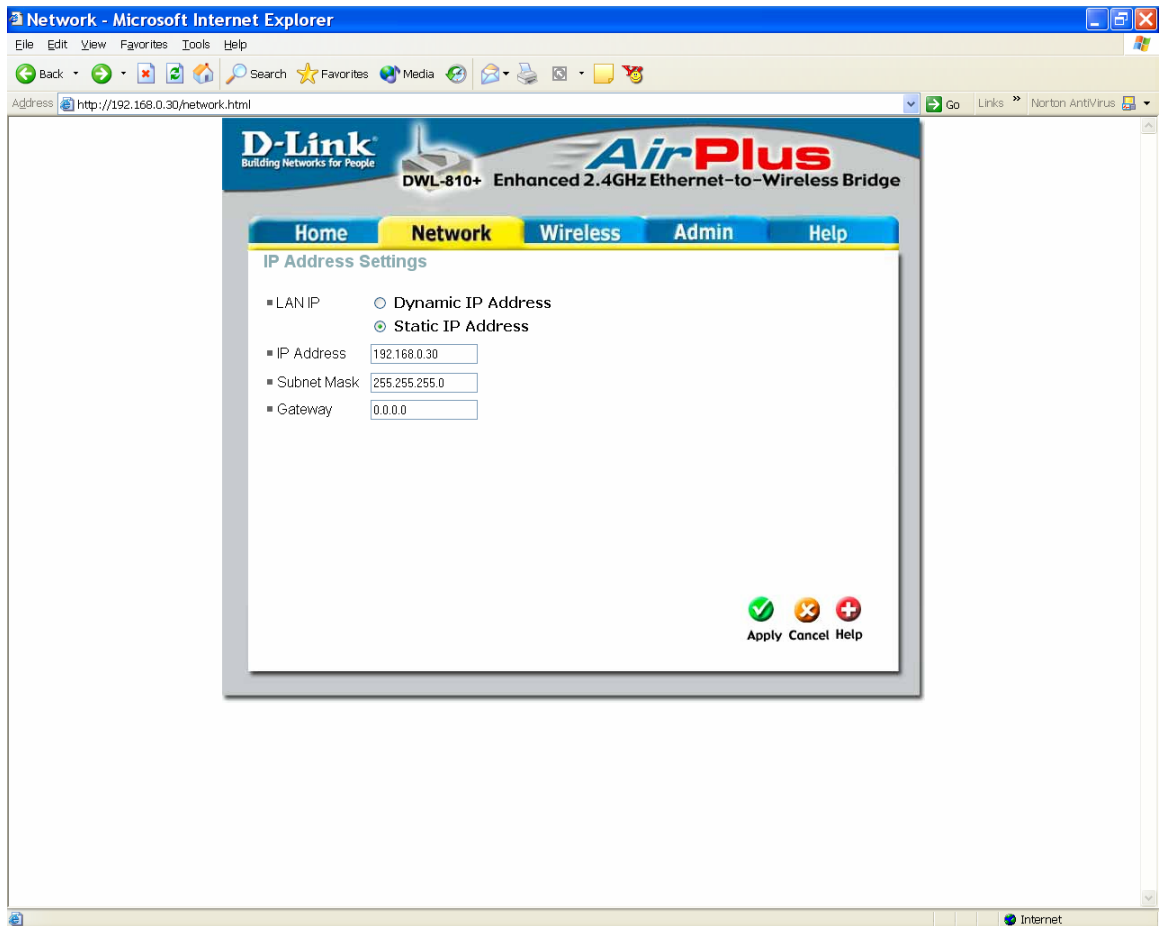 Network - Microsoft Internet Explorer
File Edit View Favorites Tools Help
Back Search Favorites Media
Address http://192.168.0.30/network.html Go Links » Norton AntiVirus
D-Link
Building Networks for People
AirPlus
DWL-810+ Enhanced 2.4GHz Ethernet-to-Wireless Bridge
Home Network Wireless Admin Help
IP Address Settings
LAN IP Dynamic IP Address
Static IP Address
IP Address 192.168.0.30
Subnet Mask 255.255.255.0
Gateway 0.0.0.0
Apply Cancel Help
Internet